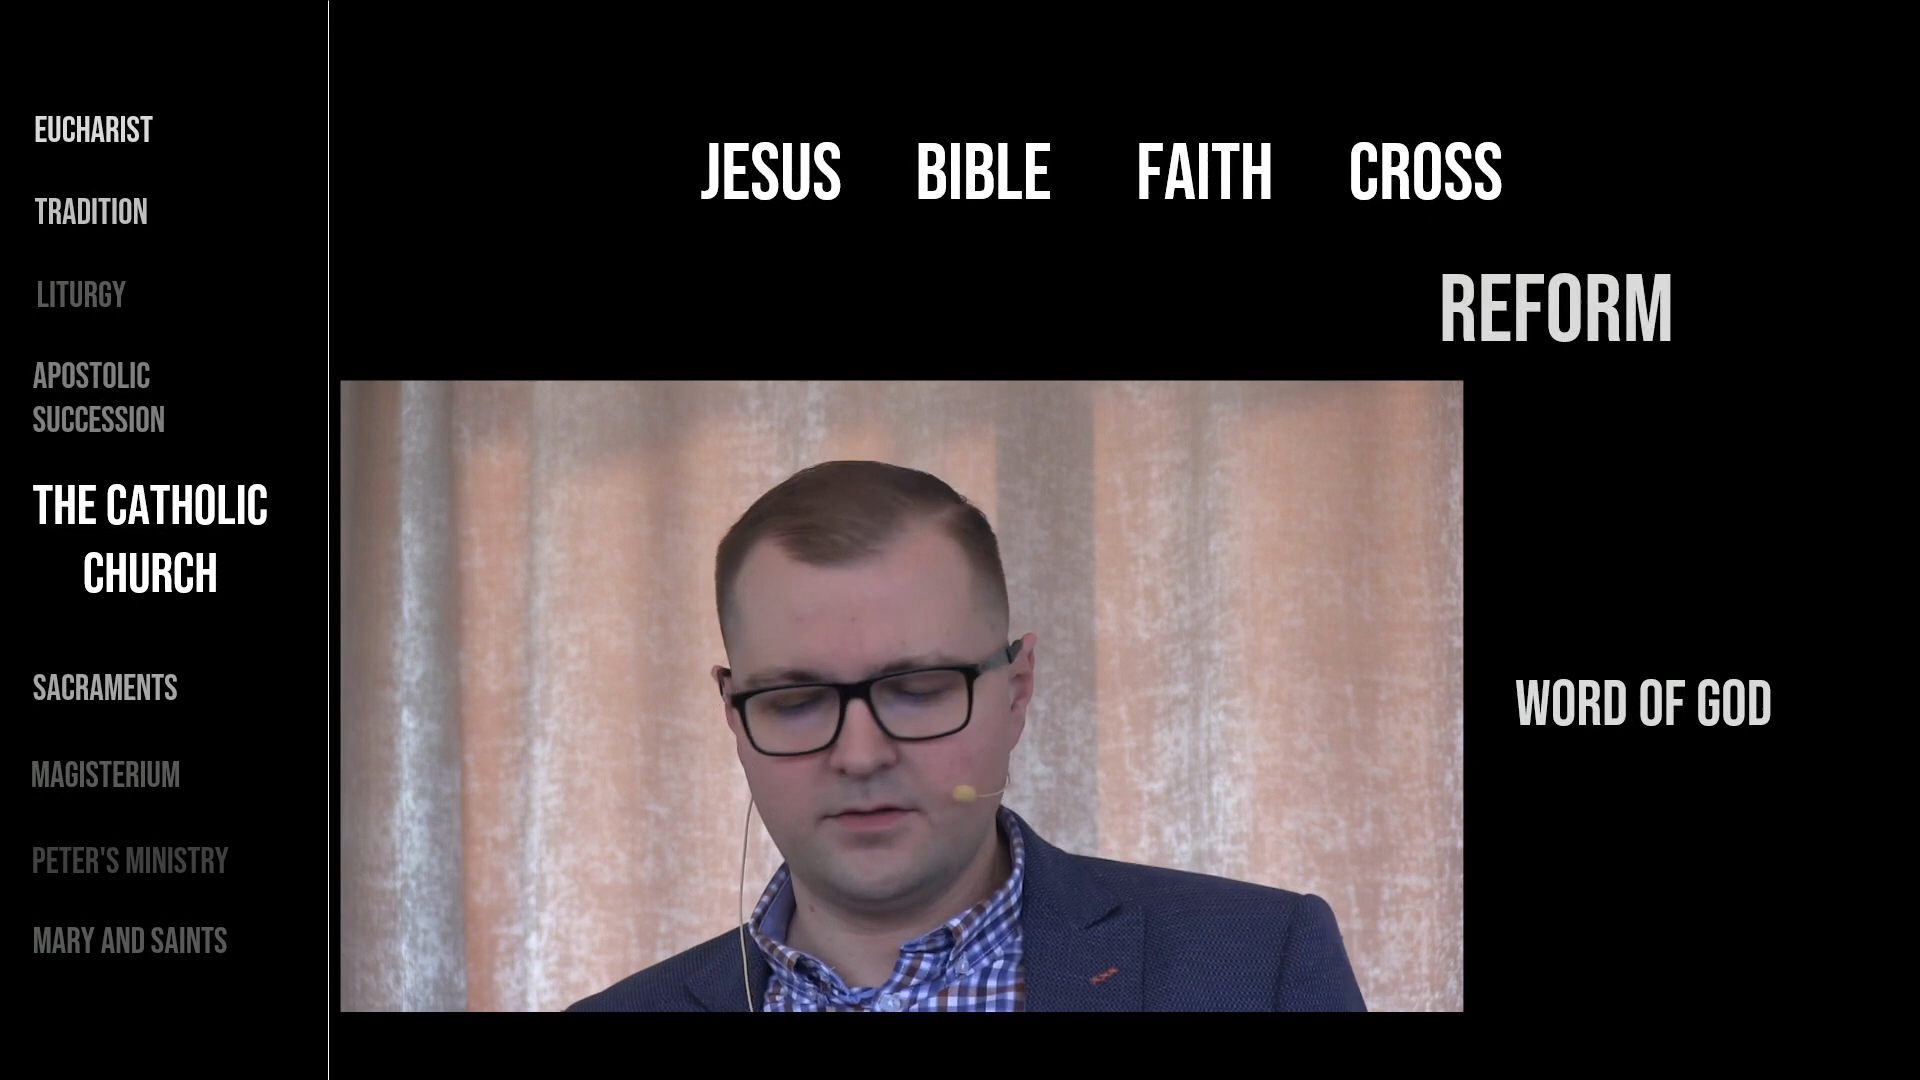 EUCHARIST
TRADITION
LITURGY
APOSTOLIC
SUCCESSION
THE CATHOLIC
CHURCH
SACRAMENTS
MAGISTERIUM
PETER'S MINISTRY
MARY AND SAINTS
JESUS BIBLE FAITH CROSS
REFORM
WORD OF GOD